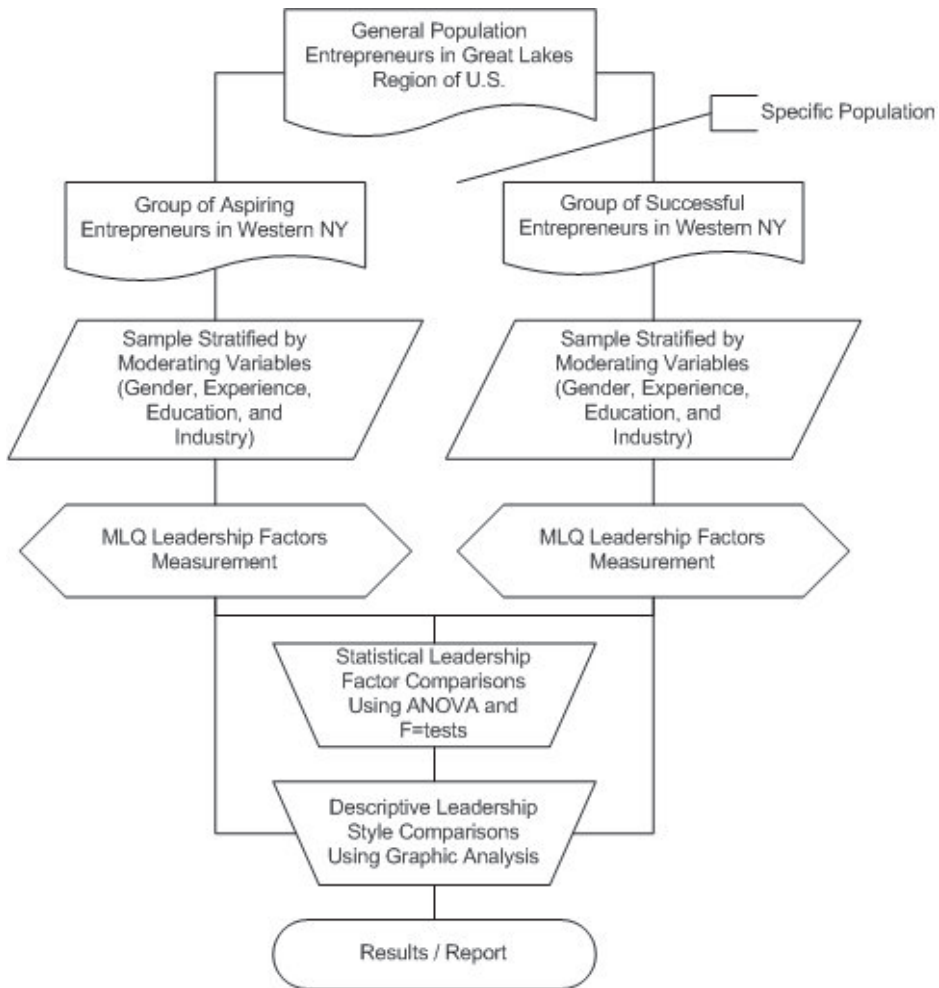 General Population
Entrepreneurs in Great Lakes
Region of U.S.
Specific Population
Group of Aspiring
Entrepreneurs in Western NY
Group of Successful
Entrepreneurs in Western NY
Sample Stratified by
Moderating Variables
(Gender, Experience,
Education, and
Industry)
Sample Stratified by
Moderating Variables
(Gender, Experience,
Education, and
Industry)
MLQ Leadership Factors
Measurement
MLQ Leadership Factors
Measurement
Statistical Leadership
Factor Comparisons
Using ANOVA and
F=tests
Descriptive Leadership
Style Comparisons
Using Graphic Analysis
Results / Report